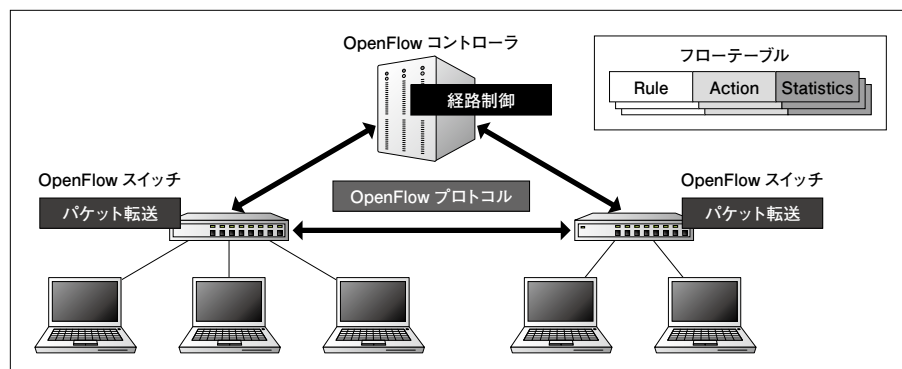 OpenFlow コントローラ
経路制御
フローテーブル
Rule Action Statistics
OpenFlow スイッチ
パケット転送
OpenFlow プロトコル
OpenFlow スイッチ
パケット転送